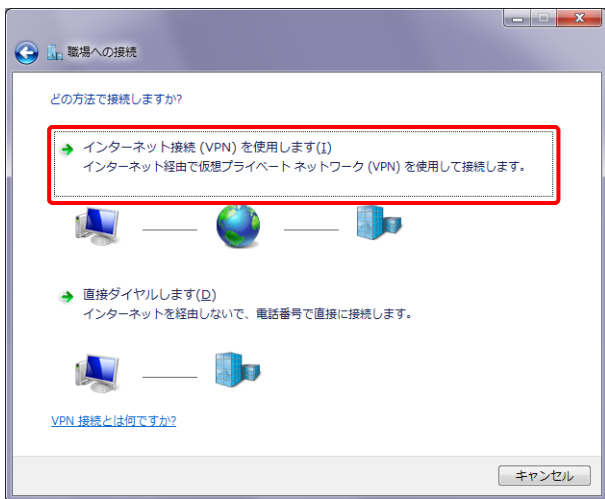 職場への接続
どの方法で接続しますか?
インターネット接続 (VPN) を使用します(I)
インターネット経由で仮想プライベート ネットワーク (VPN) を使用して接続します。
直接ダイヤルします(D)
インターネットを経由しないで、電話番号で直接に接続します。
VPN 接続とは何ですか?
キャンセル